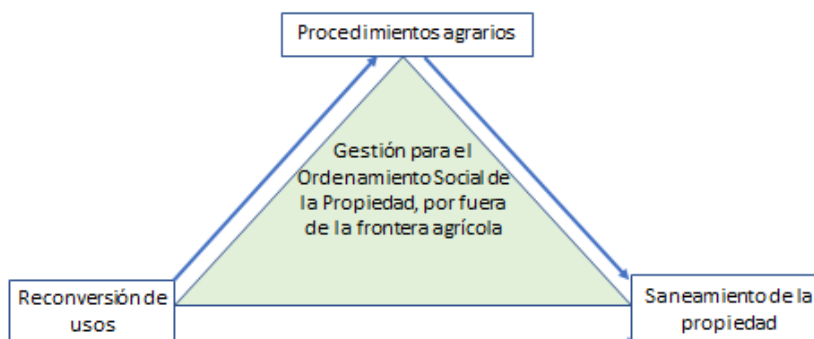 Procedimientos agrarios
Gestión para el
Ordenamiento Social de
la Propiedad, por fuera
de la frontera agrícola
Reconversión de
usos
Saneamiento de la
propiedad